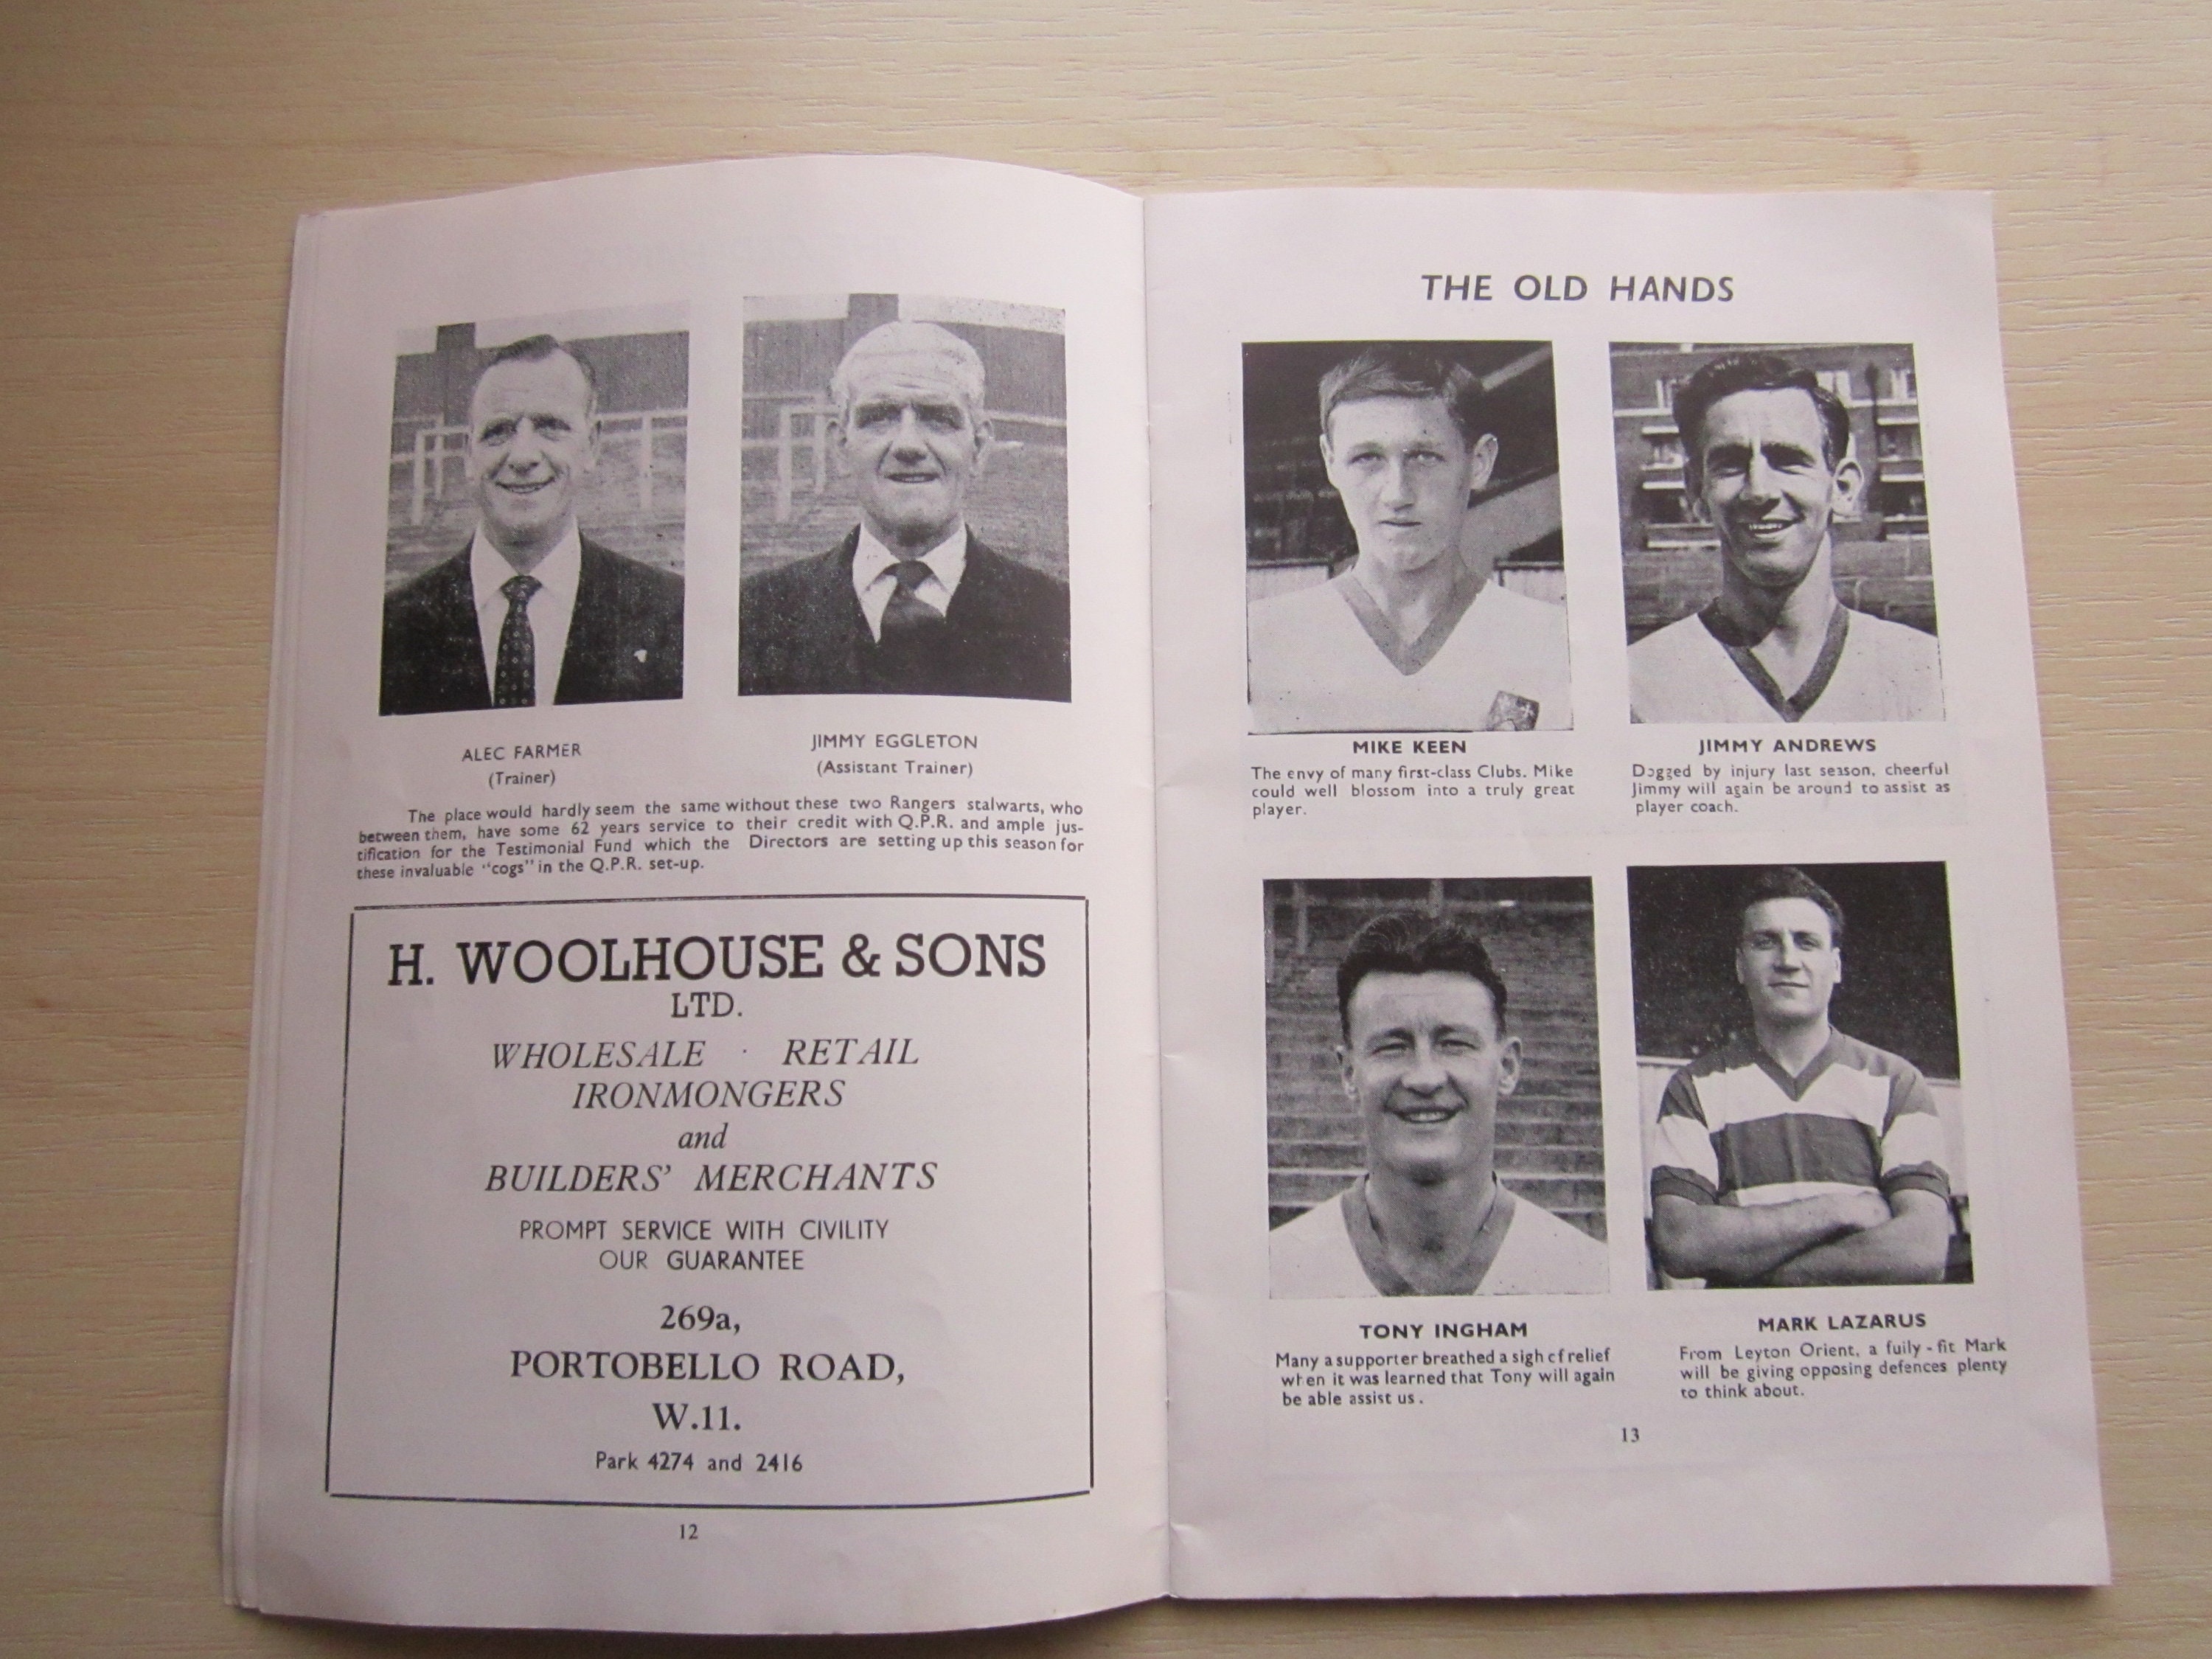 ALEC FARMER
(Trainer)
JIMMY EGGLETON
(Assistant Trainer)
The place would hardly seem the same without these two Rangers stalwarts, who
between them, have some 62 years service to their credit with Q.P.R. and ample jus-
tification for the Testimonial Fund which the Directors are setting up this season for
these invaluable "cogs" in the Q.P.R. set-up.
H. WOOLHOUSE & SONS
LTD.
WHOLESALE · RETAIL
IRONMONGERS
and
BUILDERS' MERCHANTS
PROMPT SERVICE WITH CIVILITY
OUR GUARANTEE
269a,
PORTOBELLO ROAD,
W.11.
Park 4274 and 2416
12
THE OLD HANDS
MIKE KEEN
The envy of many first-class Clubs. Mike
could well blossom into a truly great
player.
JIMMY ANDREWS
Dogged by injury last season, cheerful
Jimmy will again be around to assist as
player coach.
TONY INGHAM
Many a supporter breathed a sigh of relief
when it was learned that Tony will again
be able assist us.
MARK LAZARUS
From Leyton Orient, a fully-fit Mark
will be giving opposing defences plenty
to think about.
13